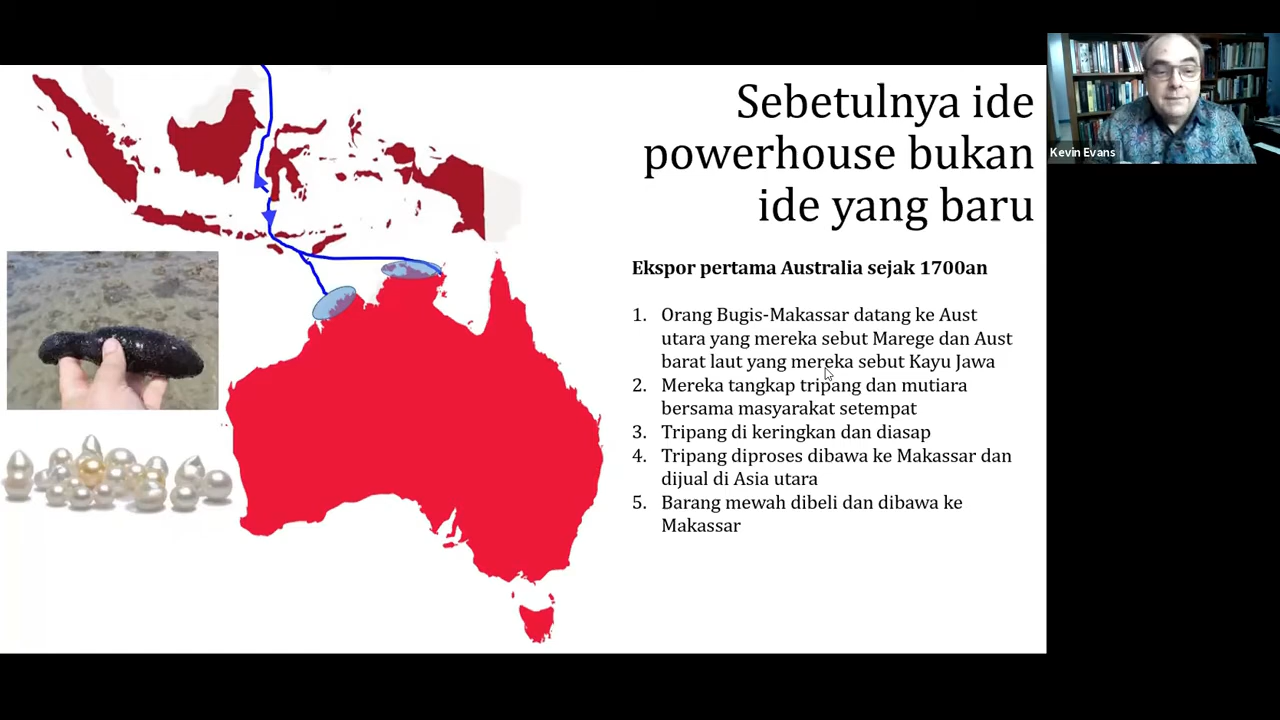 Sebetulnya ide
powerhouse bukan
ide yang baru
Kevin Evans
Ekspor pertama Australia sejak 1700an
1. Orang Bugis-Makassar datang ke Aust
utara yang mereka sebut Marege dan Aust
barat laut yang mereka sebut Kayu Jawa
2. Mereka tangkap tripang dan mutiara
bersama masyarakat setempat
3. Tripang di keringkan dan diasap
4. Tripang diproses dibawa ke Makassar dan
dijual di Asia utara
5. Barang mewah dibeli dan dibawa ke
Makassar